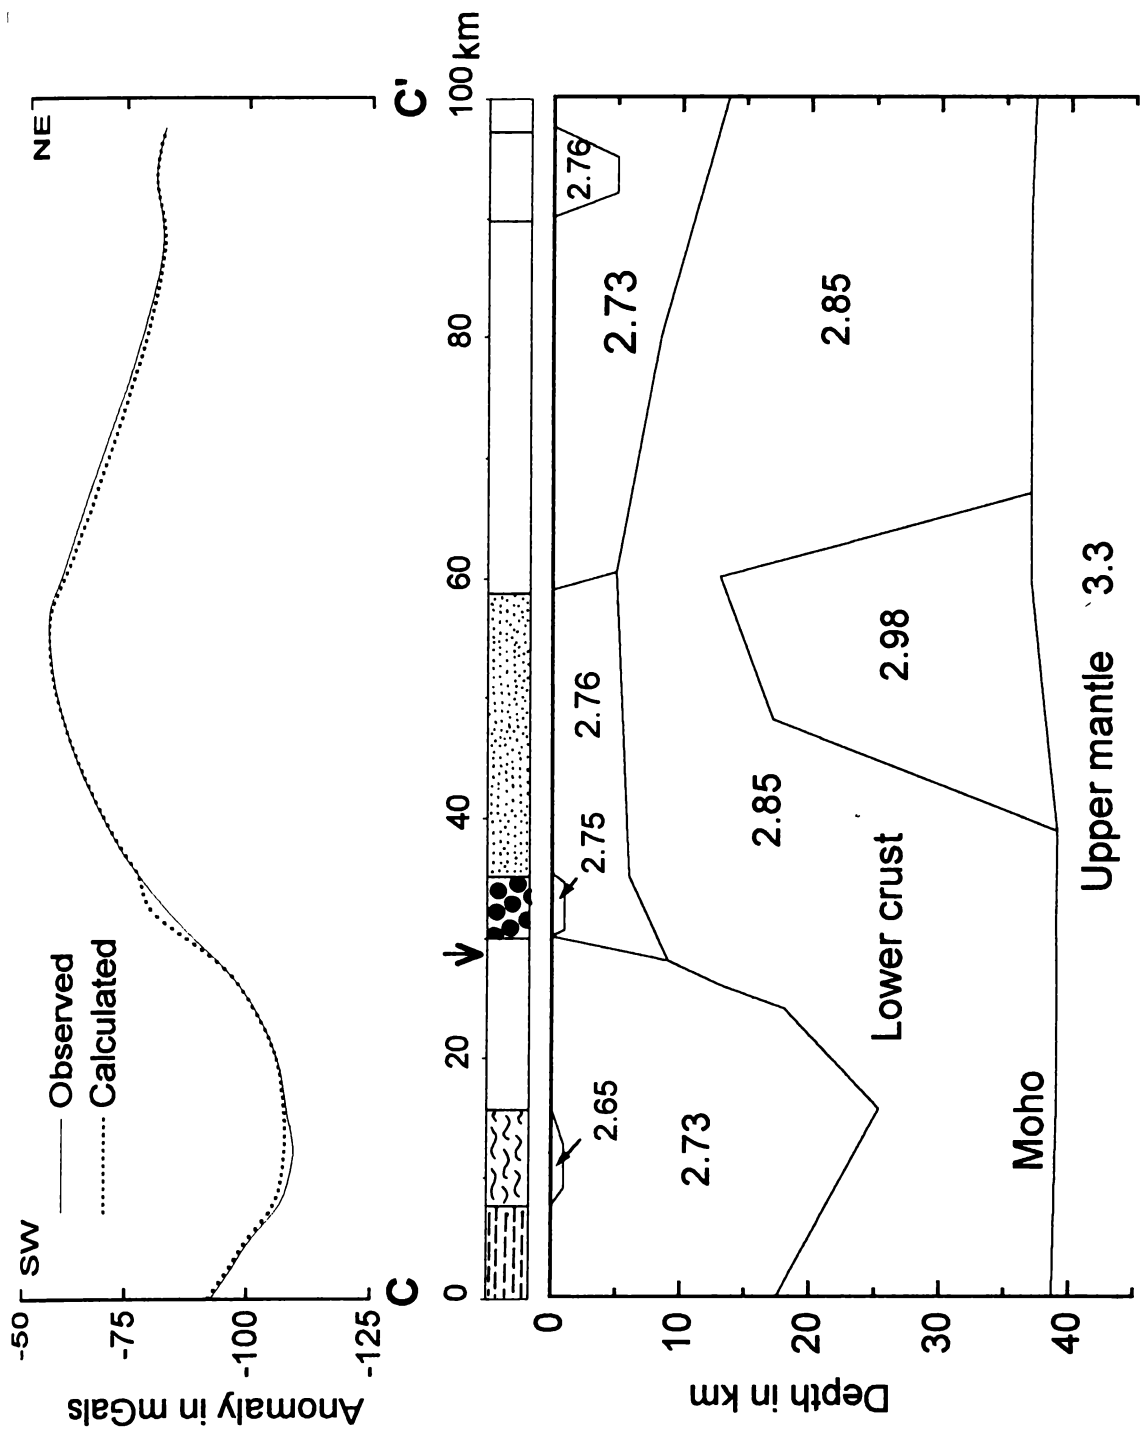 SW
NE
Observed
Calculated
-50
-75
-100
-125
Anomaly in mGals
C
C'
0
20
40
60
80
100 km
0
10
20
30
40
Depth in km
2.65
2.75
2.76
2.76
2.73
2.73
2.85
2.85
2.98
Lower crust
Moho
Upper mantle 3.3